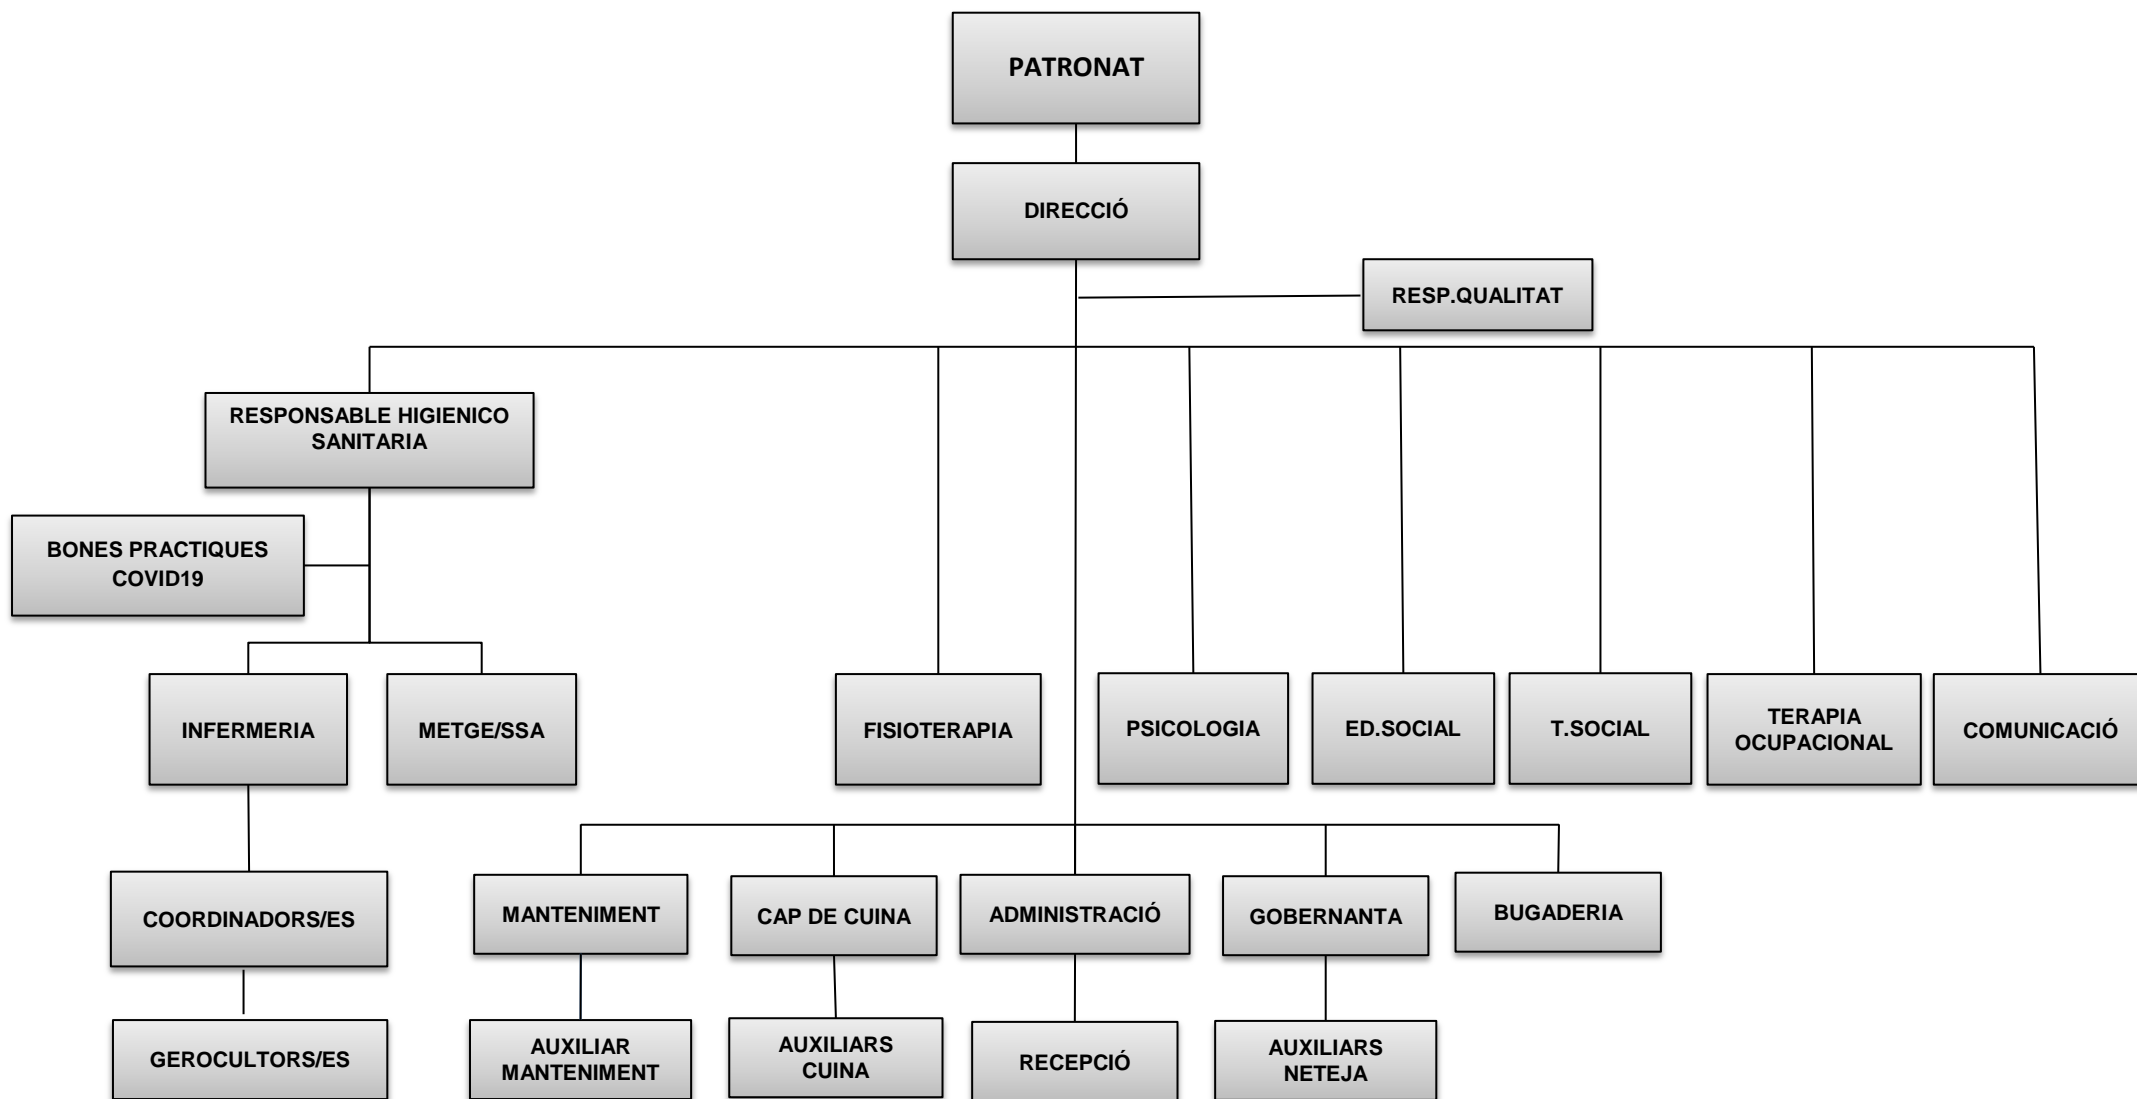 PATRONAT
DIRECCIÓ
RESP.QUALITAT
RESPONSABLE HIGIENICO
SANITARIA
BONES PRACTIQUES
COVID19
INFERMERIA
METGE/SSA
FISIOTERAPIA
PSICOLOGIA
ED.SOCIAL
T.SOCIAL
TERAPIA
OCUPACIONAL
COMUNICACIÓ
COORDINADORS/ES
MANTENIMENT
CAP DE CUINA
ADMINISTRACIÓ
GOBERNANTA
BUGADERIA
GEROCULTORS/ES
AUXILIAR
MANTENIMENT
AUXILIARS
CUINA
RECEPCIÓ
AUXILIARS
NETEJA